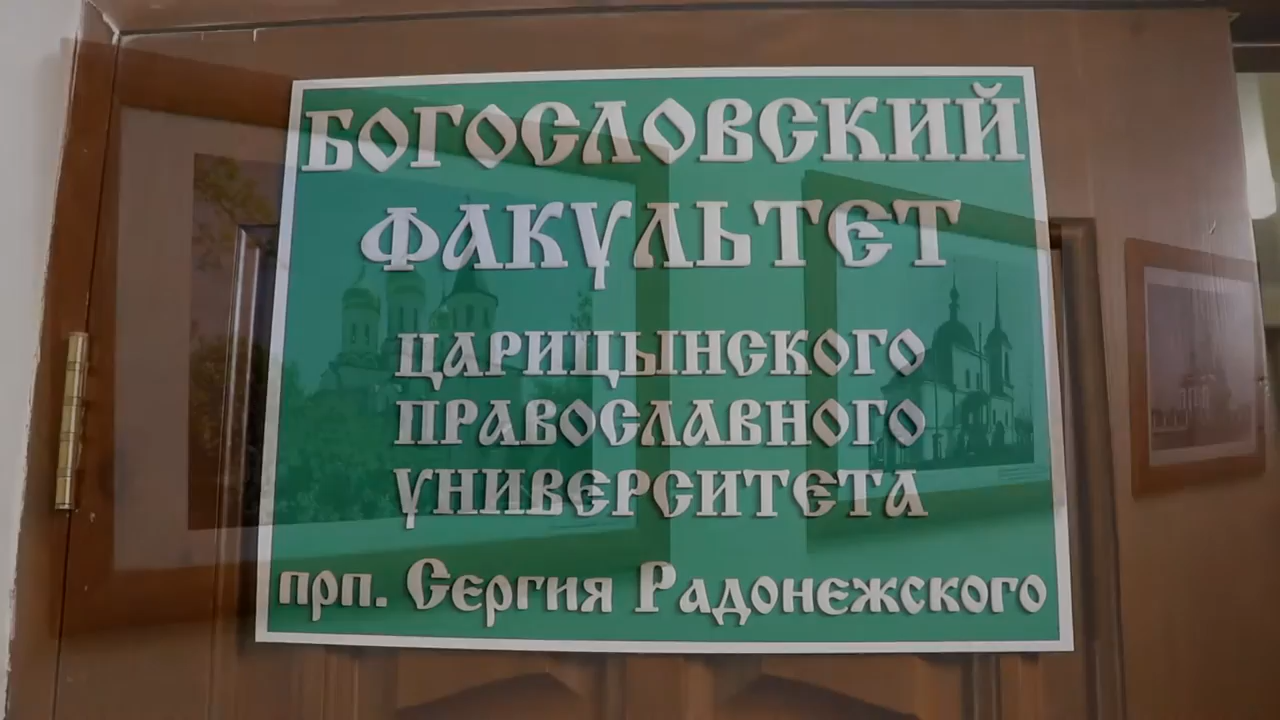 БОГОСЛОВСКИЙ
ФАКУЛЬТЕТ
ЦАРИЦЫНСКОГО
ПРАВОСЛАВНОГО
УНИВЕРСИТЕТА
прп. Сергия Радонежского